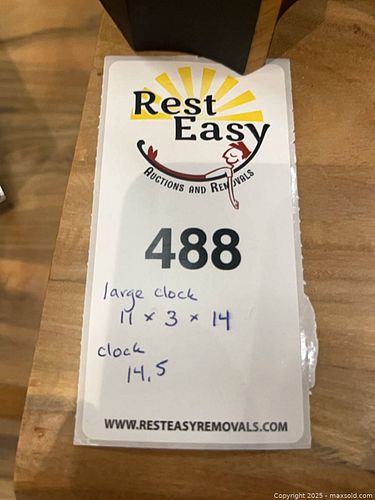 Rest
Easy
AUCTIONS AND REMOVALS
488
large clock
11 × 3 × 14
clock
14.5
WWW.RESTEASYREMOVALS.COM
Copyright 2025 - maxsold.com